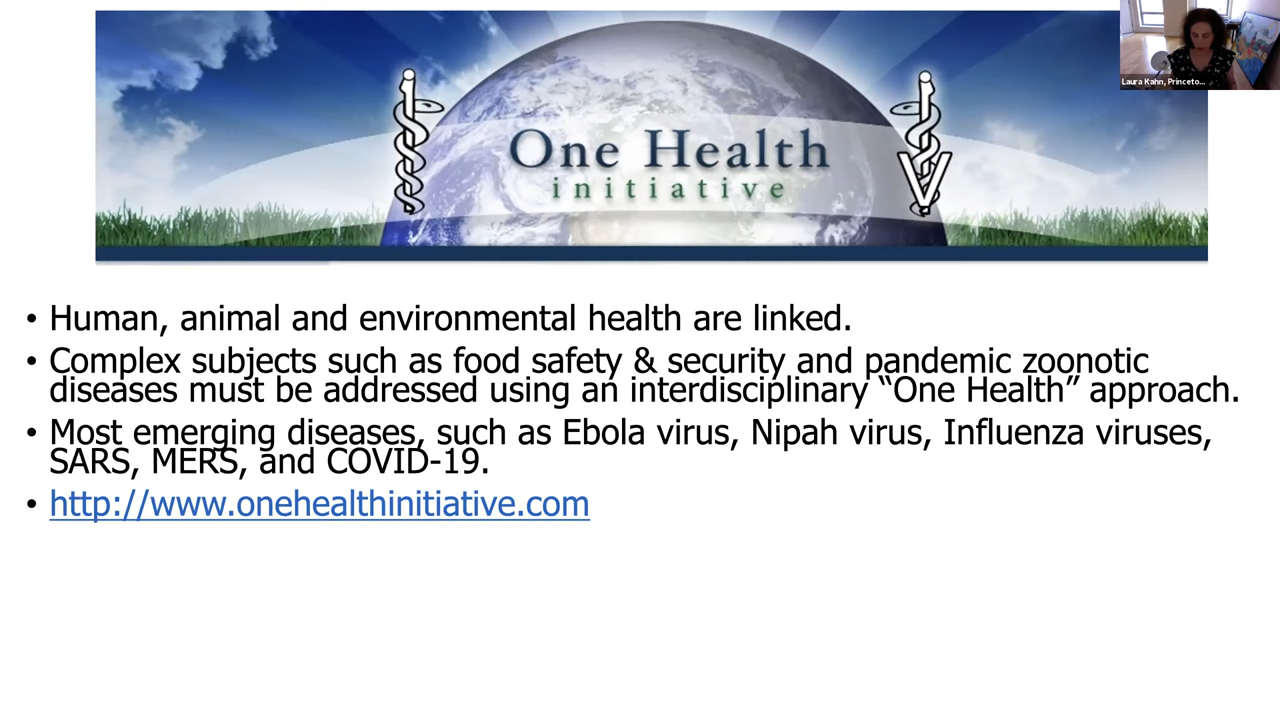 Laura Kahn, Princeto...
One Health
initiative
V
• Human, animal and environmental health are linked.
• Complex subjects such as food safety & security and pandemic zoonotic
diseases must be addressed using an interdisciplinary “One Health” approach.
• Most emerging diseases, such as Ebola virus, Nipah virus, Influenza viruses,
SARS, MERS, and COVID-19.
• http://www.onehealthinitiative.com